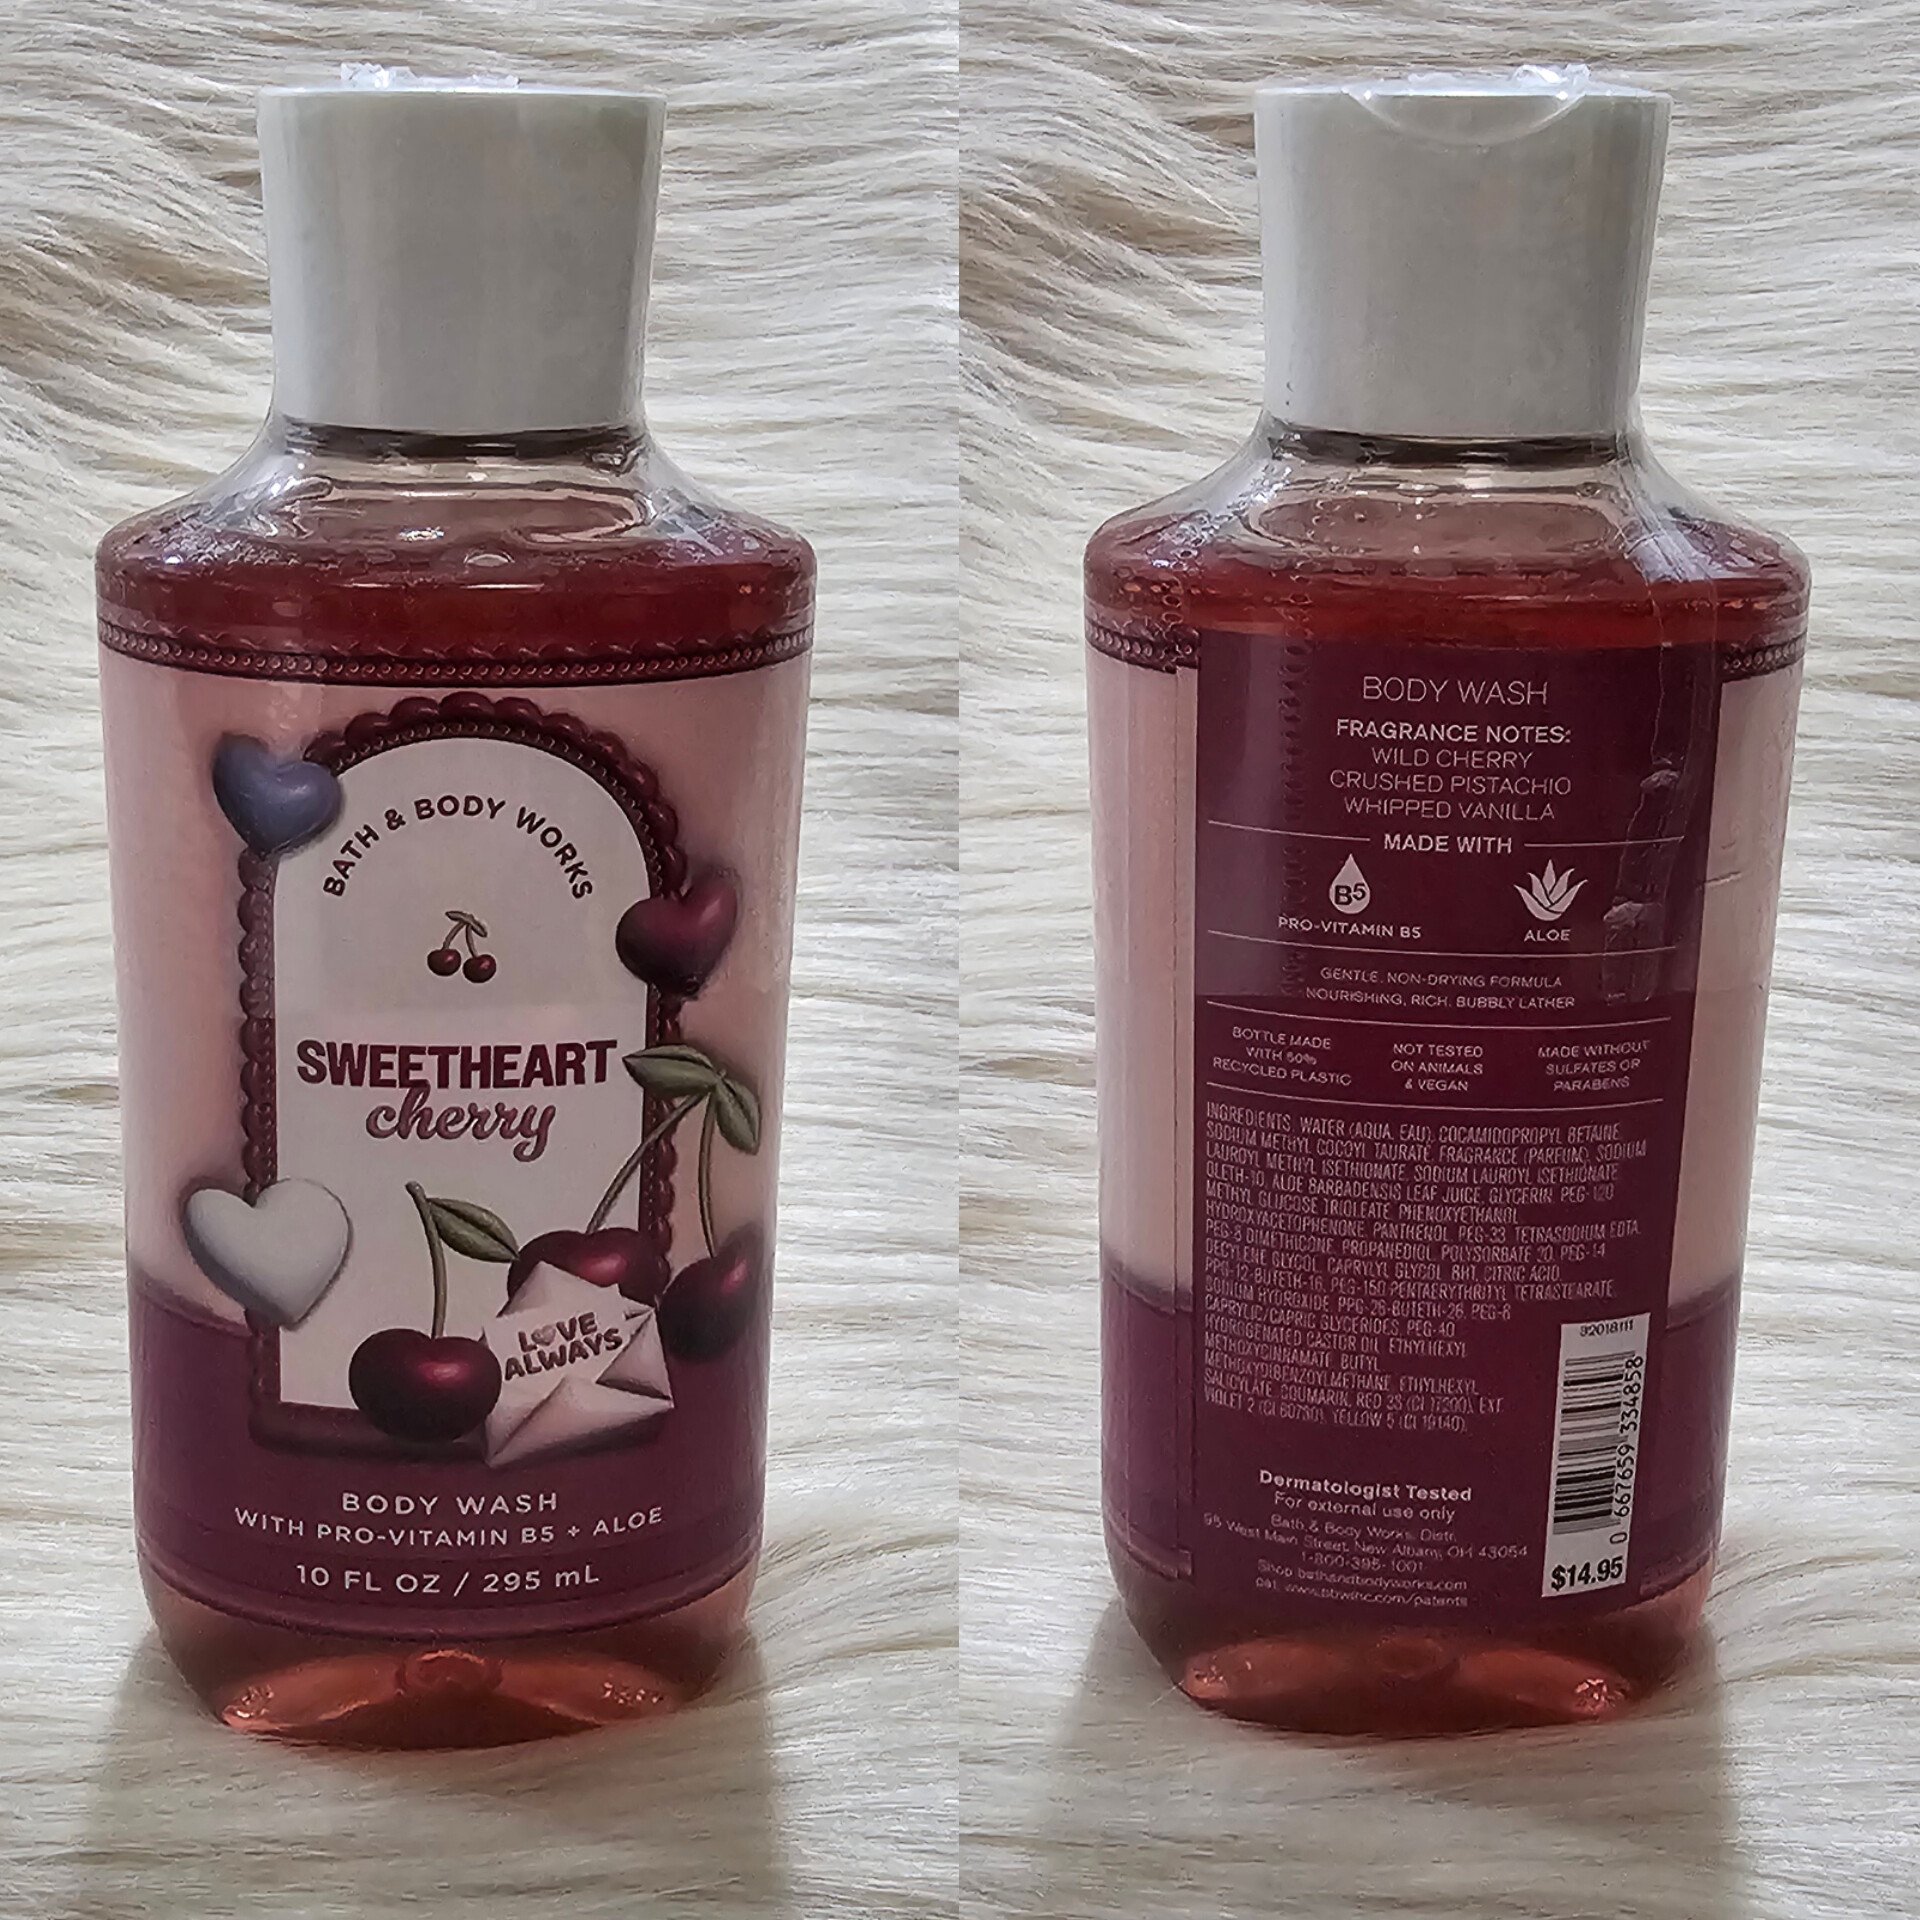 BATH & BODY WORKS
SWEETHEART
cherry
LOVE
ALWAYS
BODY WASH
WITH PRO-VITAMIN B5 + ALOE
10 FL OZ / 295 mL
BODY WASH
FRAGRANCE NOTES:
WILD CHERRY
CRUSHED PISTACHIO
WHIPPED VANILLA
MADE WITH
B5
PRO-VITAMIN B5
ALOE
GENTLE, NON-DRYING FORMULA
NOURISHING, RICH, BUBBLY LATHER
BOTTLE MADE
WITH 50%
RECYCLED PLASTIC
NOT TESTED
ON ANIMALS
& VEGAN
MADE WITHOUT
SULFATES OR
PARABENS
INGREDIENTS: WATER (AQUA, EAU), COCAMIDOPROPYL BETAINE,
SODIUM METHYL COCOYL TAURATE, FRAGRANCE (PARFUM), SODIUM
LAUROYL METHYL ISETHIONATE, SODIUM LAUROYL ISETHIONATE,
OLETH-10, ALOE BARBADENSIS LEAF JUICE, GLYCERIN, PEG-120
METHYL GLUCOSE TRIOLEATE, PHENOXYETHANOL,
HYDROXYACETOPHENONE, PANTHENOL, PEG-33, TETRASODIUM EDTA,
PEG-8 DIMETHICONE, PROPANEDIOL, POLYSORBATE 20, PEG-14
DECYLENE GLYCOL, CAPRYLYL GLYCOL, BHT, CITRIC ACID,
PPG-12-BUTETH-16, PEG-150 PENTAERYTHRITYL TETRASTEARATE,
SODIUM HYDROXIDE, PPG-26-BUTETH-26, PEG-6
CAPRYLIC/CAPRIC GLYCERIDES, PEG-40
HYDROGENATED CASTOR OIL, ETHYLHEXYL
METHOXYCINNAMATE, BUTYL
METHOXYDIBENZOYLMETHANE, ETHYLHEXYL
SALICYLATE, COUMARIN, RED 33 (CI 17200), EXT.
VIOLET 2 (CI 60730), YELLOW 5 (CI 19140).
Dermatologist Tested
For external use only
Bath & Body Works, Distr.
95 West Main Street, New Albany, OH 43054
1-800-395-1001
Shop bathandbodyworks.com
pat. www.bbwinc.com/patents
92018111
0 667659 334858
$14.95